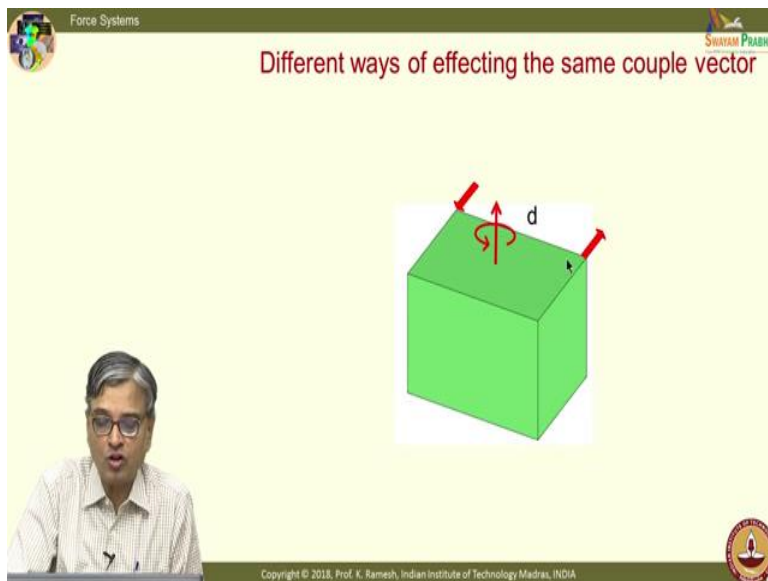 Force Systems
SWAYAM PRABH
Different ways of effecting the same couple vector
d
Copyright © 2018, Prof. K. Ramesh, Indian Institute of Technology Madras, INDIA